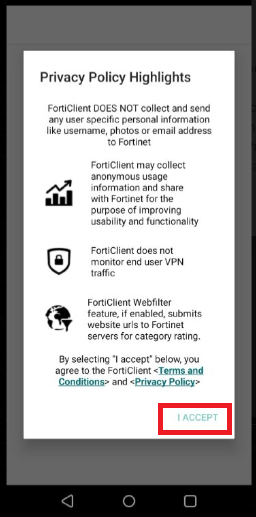 Privacy Policy Highlights
FortiClient DOES NOT collect and send
any user specific personal information
like username, photos or email address
to Fortinet
FortiClient may collect
anonymous usage
information and share
with Fortinet for the
purpose of improving
usability and functionality
FortiClient does not
monitor end user VPN
traffic
FortiClient Webfilter
feature, if enabled, submits
website urls to Fortinet
servers for category rating.
By selecting "I accept" below, you
agree to the FortiClient <Terms and
Conditions> and <Privacy Policy>
I ACCEPT